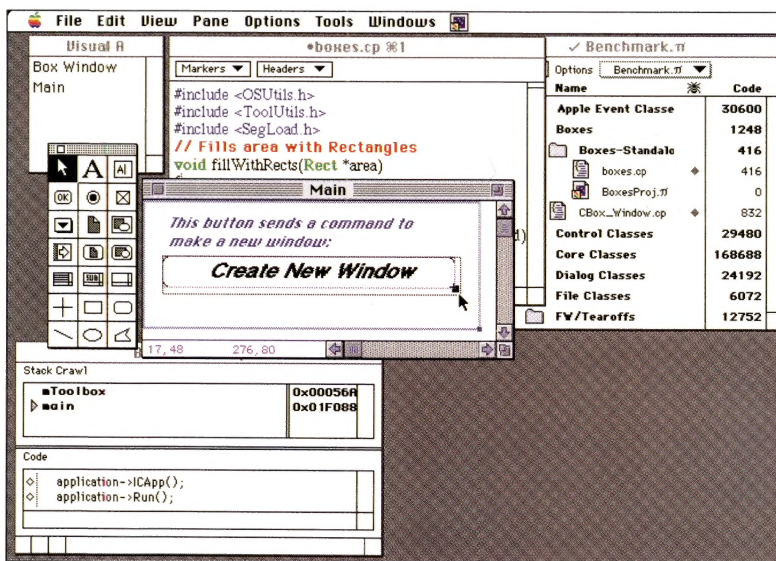 File Edit View Pane Options Tools Windows
Visual A
Box Window
Main
•boxes.cp ⌘1
Markers ▼ Headers ▼
#include <OSUtils.h>
#include <ToolUtils.h>
#include <SegLoad.h>
// Fills area with Rectangles
void fillWithRects(Rect *area)
✓ Benchmark.π
Options Benchmark.π ▼
Name Code
Apple Event Classe 30600
Boxes 1248
Boxes-Standalo 416
boxes.cp 416
BoxesProj.π 0
CBox_Window.cp 832
Control Classes 29480
Core Classes 168688
Dialog Classes 24192
File Classes 6072
FW/Tearoffs 12752
A A
OK
SUB
Main
This button sends a command to
make a new window:
Create New Window
17,48 276,80
Stack Crawl
mToolbox 0x00056A
main 0x01F088
Code
application->ICApp();
application->Run();